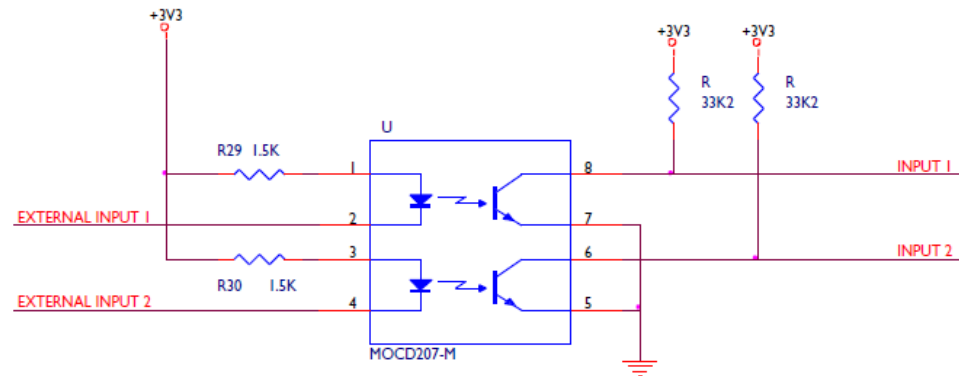 +3V3
+3V3
+3V3
R
33K2
R
33K2
U
R29 1.5K
1
8
INPUT 1
EXTERNAL INPUT 1
2
7
3
6
INPUT 2
R30 1.5K
EXTERNAL INPUT 2
4
5
MOCD207-M